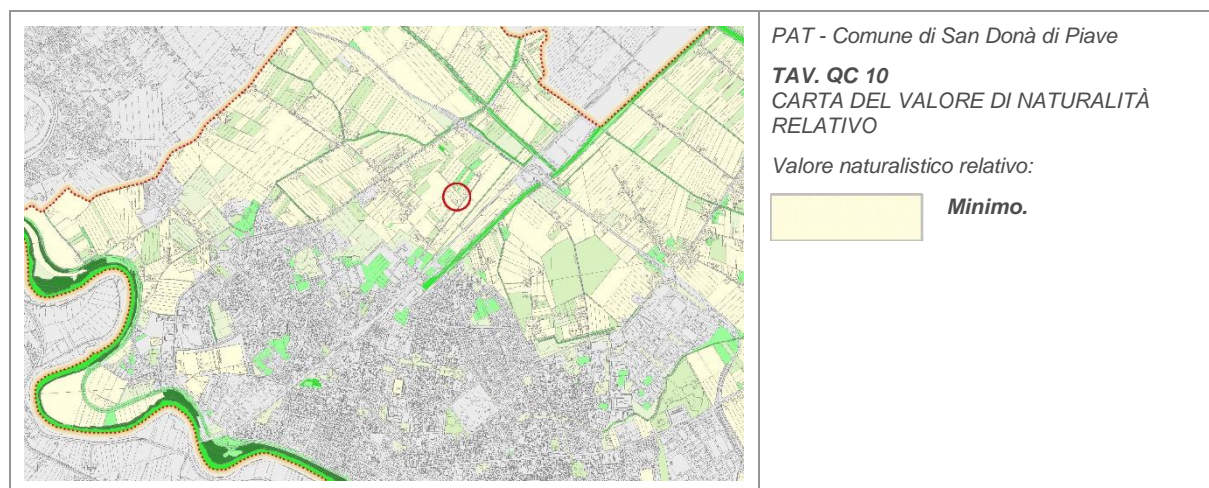 PAT - Comune di San Donà di Piave
TAV. QC 10
CARTA DEL VALORE DI NATURALITÀ
RELATIVO
Valore naturalistico relativo:
Minimo.